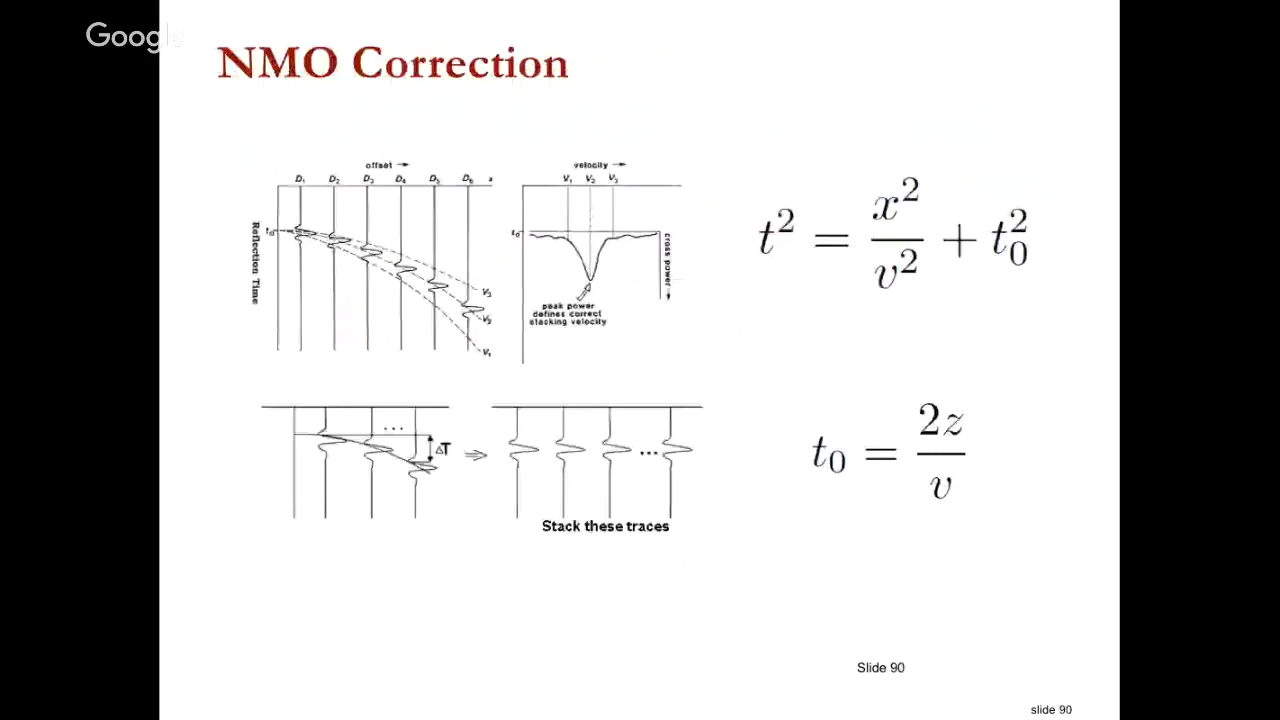 Google
NMO Correction
offset →
D₁ D₂ D₃ D₄ D₅ D₆ x
t₀
Reflection Time
V₃
V₂
V₁
velocity →
V₁ V₂ V₃
t₀
cross power →
peak power
defines correct
stacking velocity
t² = x²/v² + t₀²
...
ΔT ⇒
...
Stack these traces
t₀ = 2z/v
Slide 90
slide 90